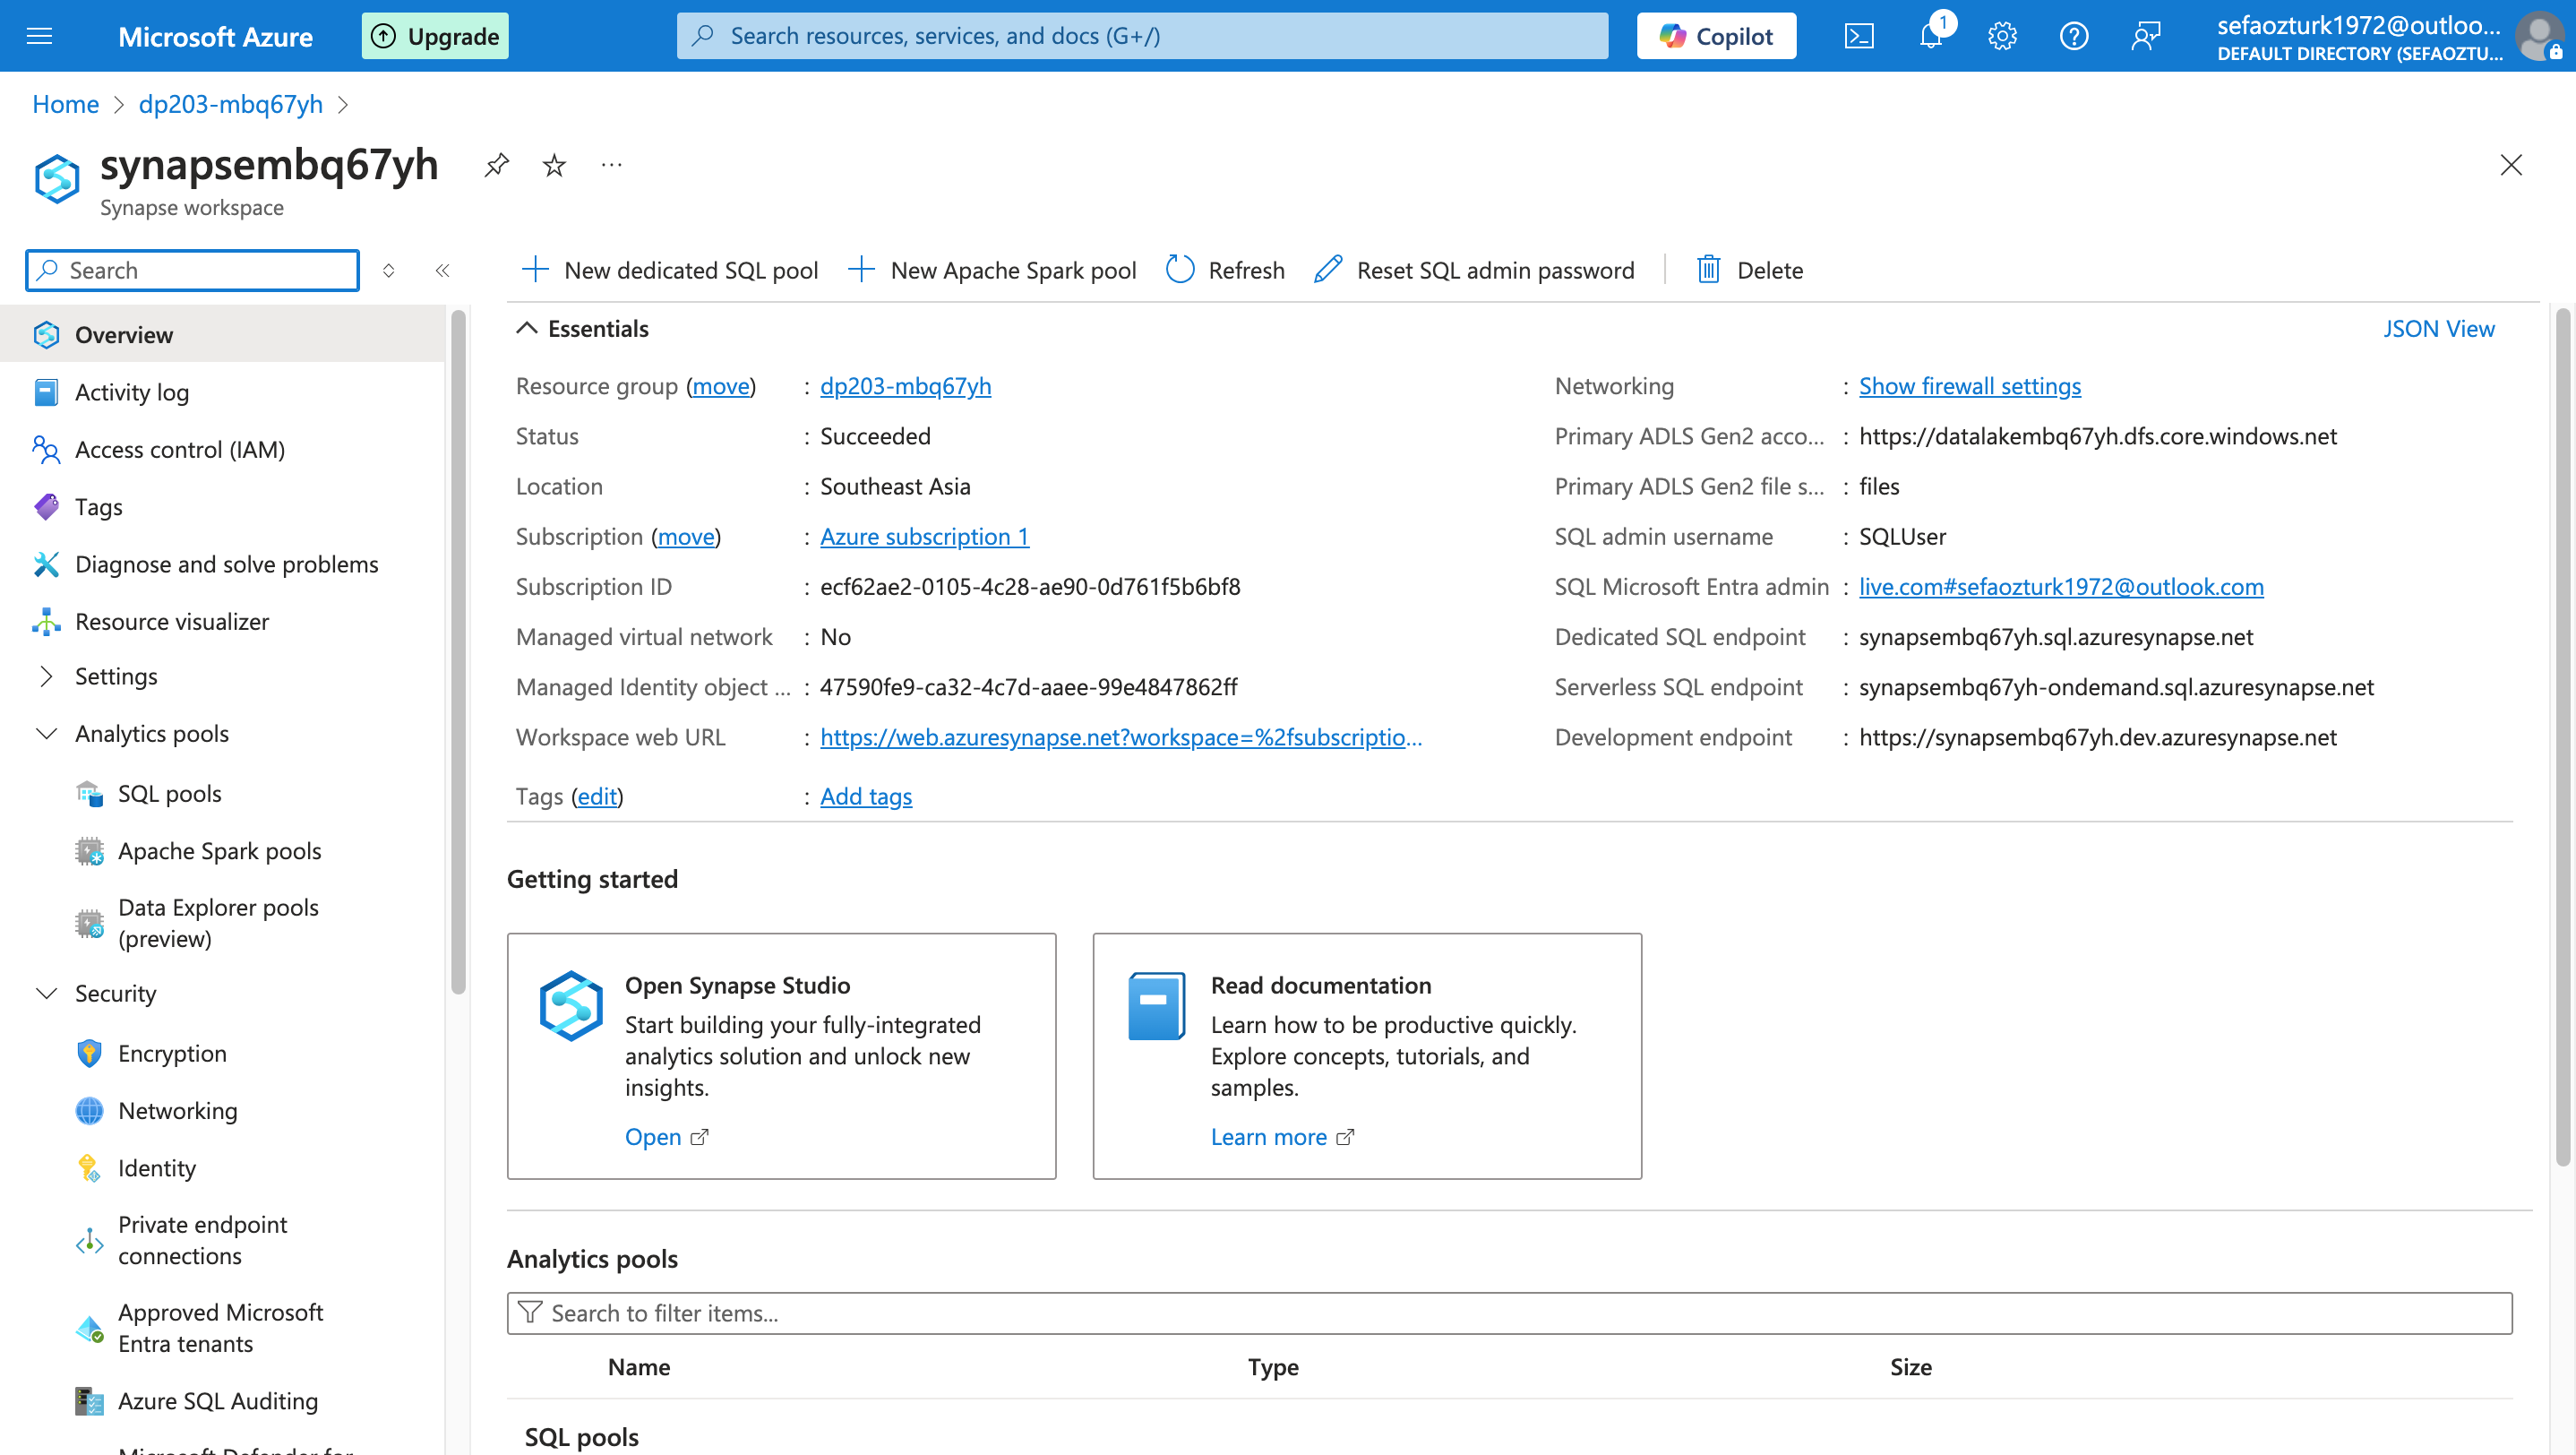 Microsoft Azure
Upgrade
Search resources, services, and docs (G+/)
Copilot
1
sefaozturk1972@outloo...
DEFAULT DIRECTORY (SEFAOZTU...
Home > dp203-mbq67yh >
synapsembq67yh
Synapse workspace
Search
New dedicated SQL pool
New Apache Spark pool
Refresh
Reset SQL admin password
Delete
Overview
Activity log
Access control (IAM)
Tags
Diagnose and solve problems
Resource visualizer
Settings
Analytics pools
SQL pools
Apache Spark pools
Data Explorer pools
(preview)
Security
Encryption
Networking
Identity
Private endpoint
connections
Approved Microsoft
Entra tenants
Azure SQL Auditing
Essentials
JSON View
Resource group (move) : dp203-mbq67yh
Status : Succeeded
Location : Southeast Asia
Subscription (move) : Azure subscription 1
Subscription ID : ecf62ae2-0105-4c28-ae90-0d761f5b6bf8
Managed virtual network : No
Managed Identity object ... : 47590fe9-ca32-4c7d-aaee-99e4847862ff
Workspace web URL : https://web.azuresynapse.net?workspace=%2fsubscriptio...
Tags (edit) : Add tags
Networking : Show firewall settings
Primary ADLS Gen2 acco... : https://datalakembq67yh.dfs.core.windows.net
Primary ADLS Gen2 file s... : files
SQL admin username : SQLUser
SQL Microsoft Entra admin : live.com#sefaozturk1972@outlook.com
Dedicated SQL endpoint : synapsembq67yh.sql.azuresynapse.net
Serverless SQL endpoint : synapsembq67yh-ondemand.sql.azuresynapse.net
Development endpoint : https://synapsembq67yh.dev.azuresynapse.net
Getting started
Open Synapse Studio
Start building your fully-integrated
analytics solution and unlock new
insights.
Open
Read documentation
Learn how to be productive quickly.
Explore concepts, tutorials, and
samples.
Learn more
Analytics pools
Search to filter items...
Name
Type
Size
SQL pools